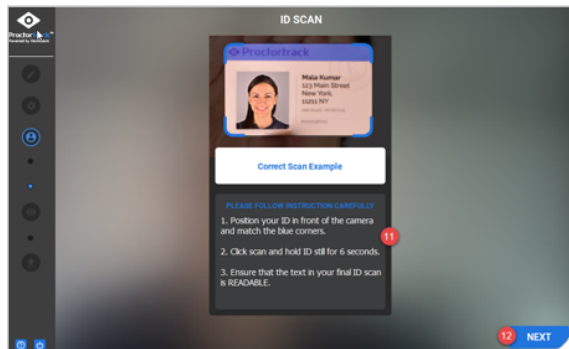 ID SCAN
Proctortrack
Proctortrack
Mala Kumar
123 Main Street
New York,
11211 NY
Correct Scan Example
PLEASE FOLLOW INSTRUCTION CAREFULLY
1. Position your ID in front of the camera
and match the blue corners.
11
2. Click scan and hold ID still for 6 seconds.
3. Ensure that the text in your final ID scan
is READABLE.
12
NEXT